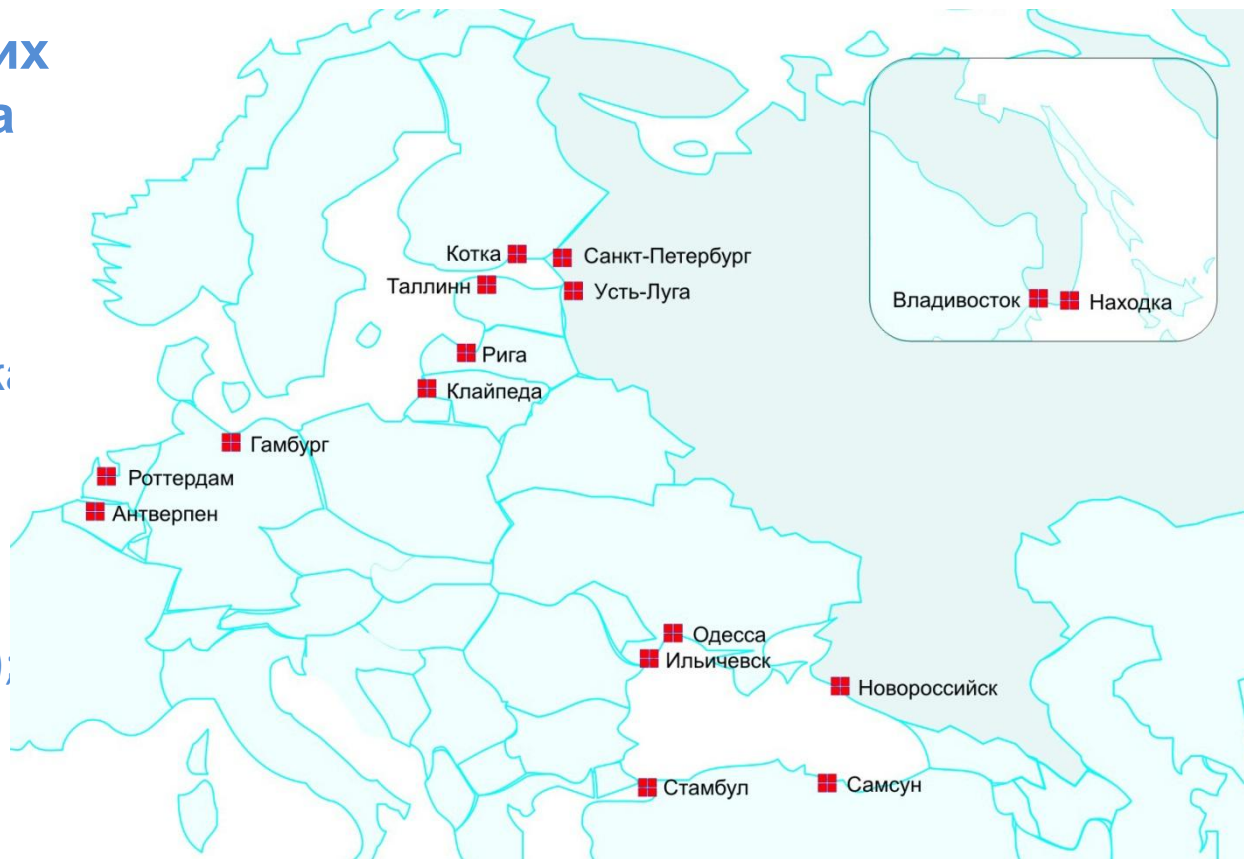 их
а
Котка
Санкт-Петербург
Таллинн
Усть-Луга
Владивосток
Находка
Рига
Клайпеда
Гамбург
Роттердам
Антверпен
Одесса
Ильичевск
Новороссийск
Стамбул
Самсун